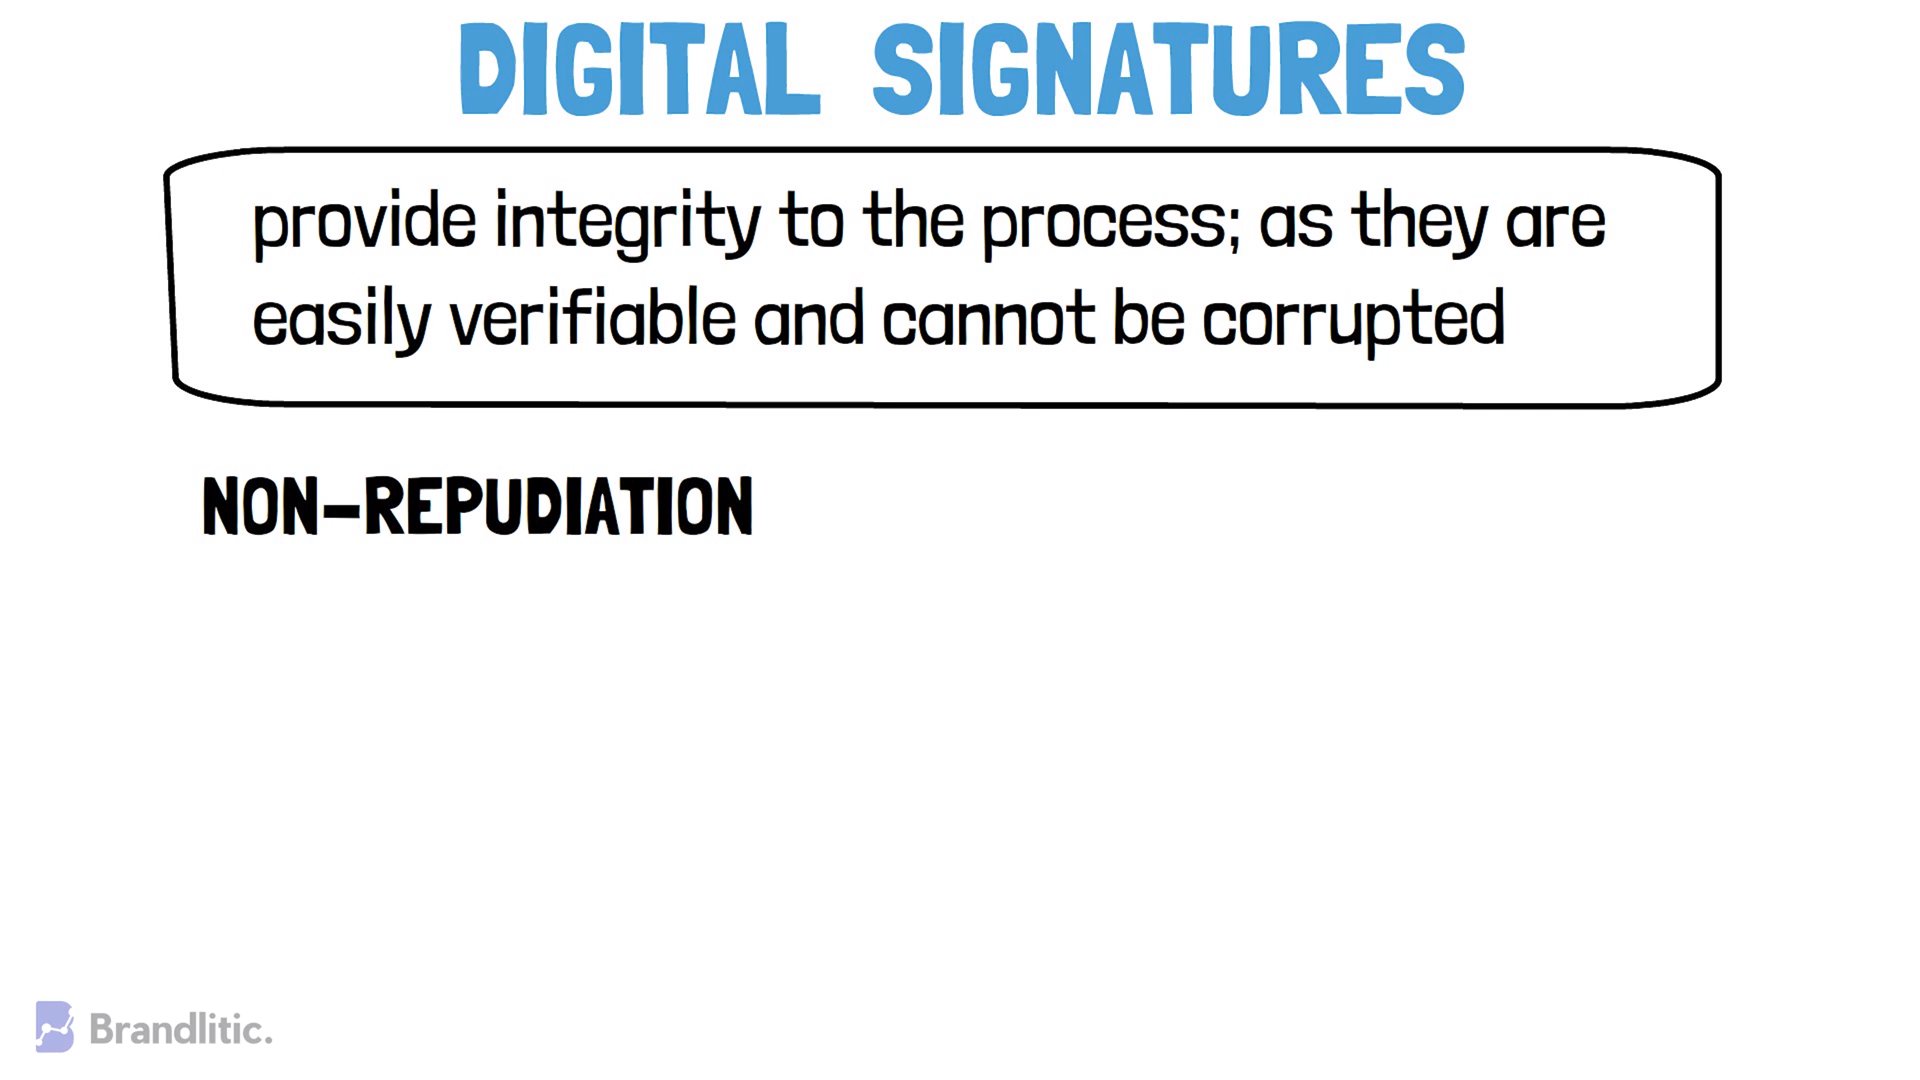 DIGITAL SIGNATURES
provide integrity to the process; as they are
easily verifiable and cannot be corrupted
NON-REPUDIATION
Brandlitic.